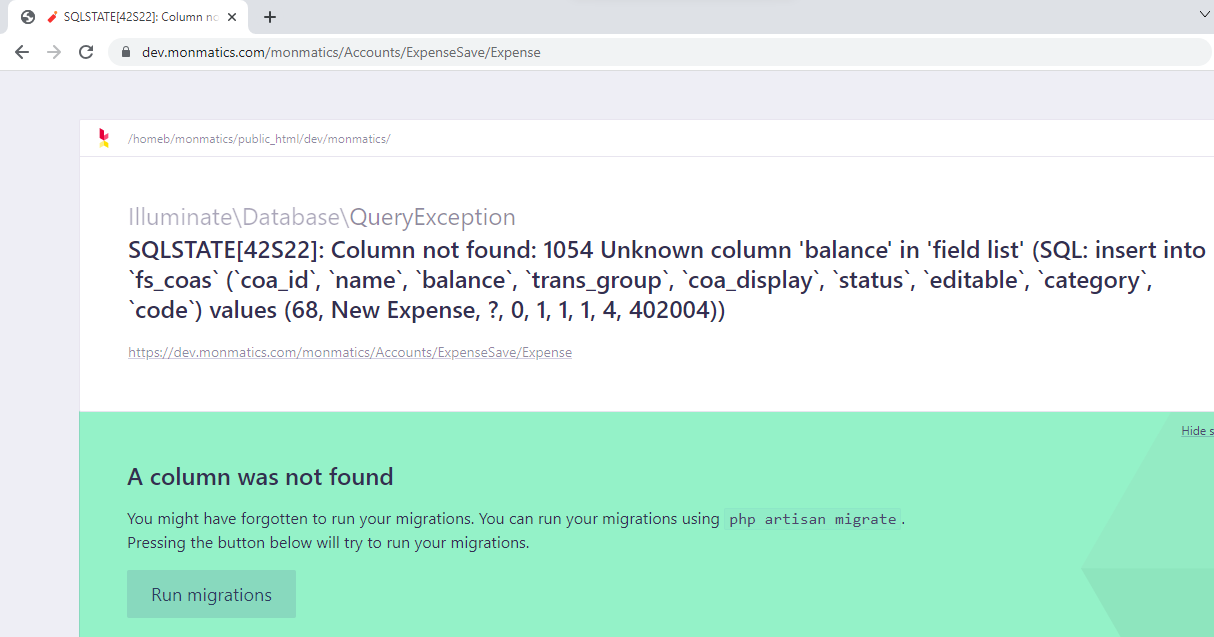 SQLSTATE[42S22]: Column no
dev.monmatics.com/monmatics/Accounts/ExpenseSave/Expense
/homeb/monmatics/public_html/dev/monmatics/
Illuminate\Database\QueryException
SQLSTATE[42S22]: Column not found: 1054 Unknown column 'balance' in 'field list' (SQL: insert into
`fs_coas` (`coa_id`, `name`, `balance`, `trans_group`, `coa_display`, `status`, `editable`, `category`,
`code`) values (68, New Expense, ?, 0, 1, 1, 1, 4, 402004))
https://dev.monmatics.com/monmatics/Accounts/ExpenseSave/Expense
Hide s
A column was not found
You might have forgotten to run your migrations. You can run your migrations using php artisan migrate.
Pressing the button below will try to run your migrations.
Run migrations